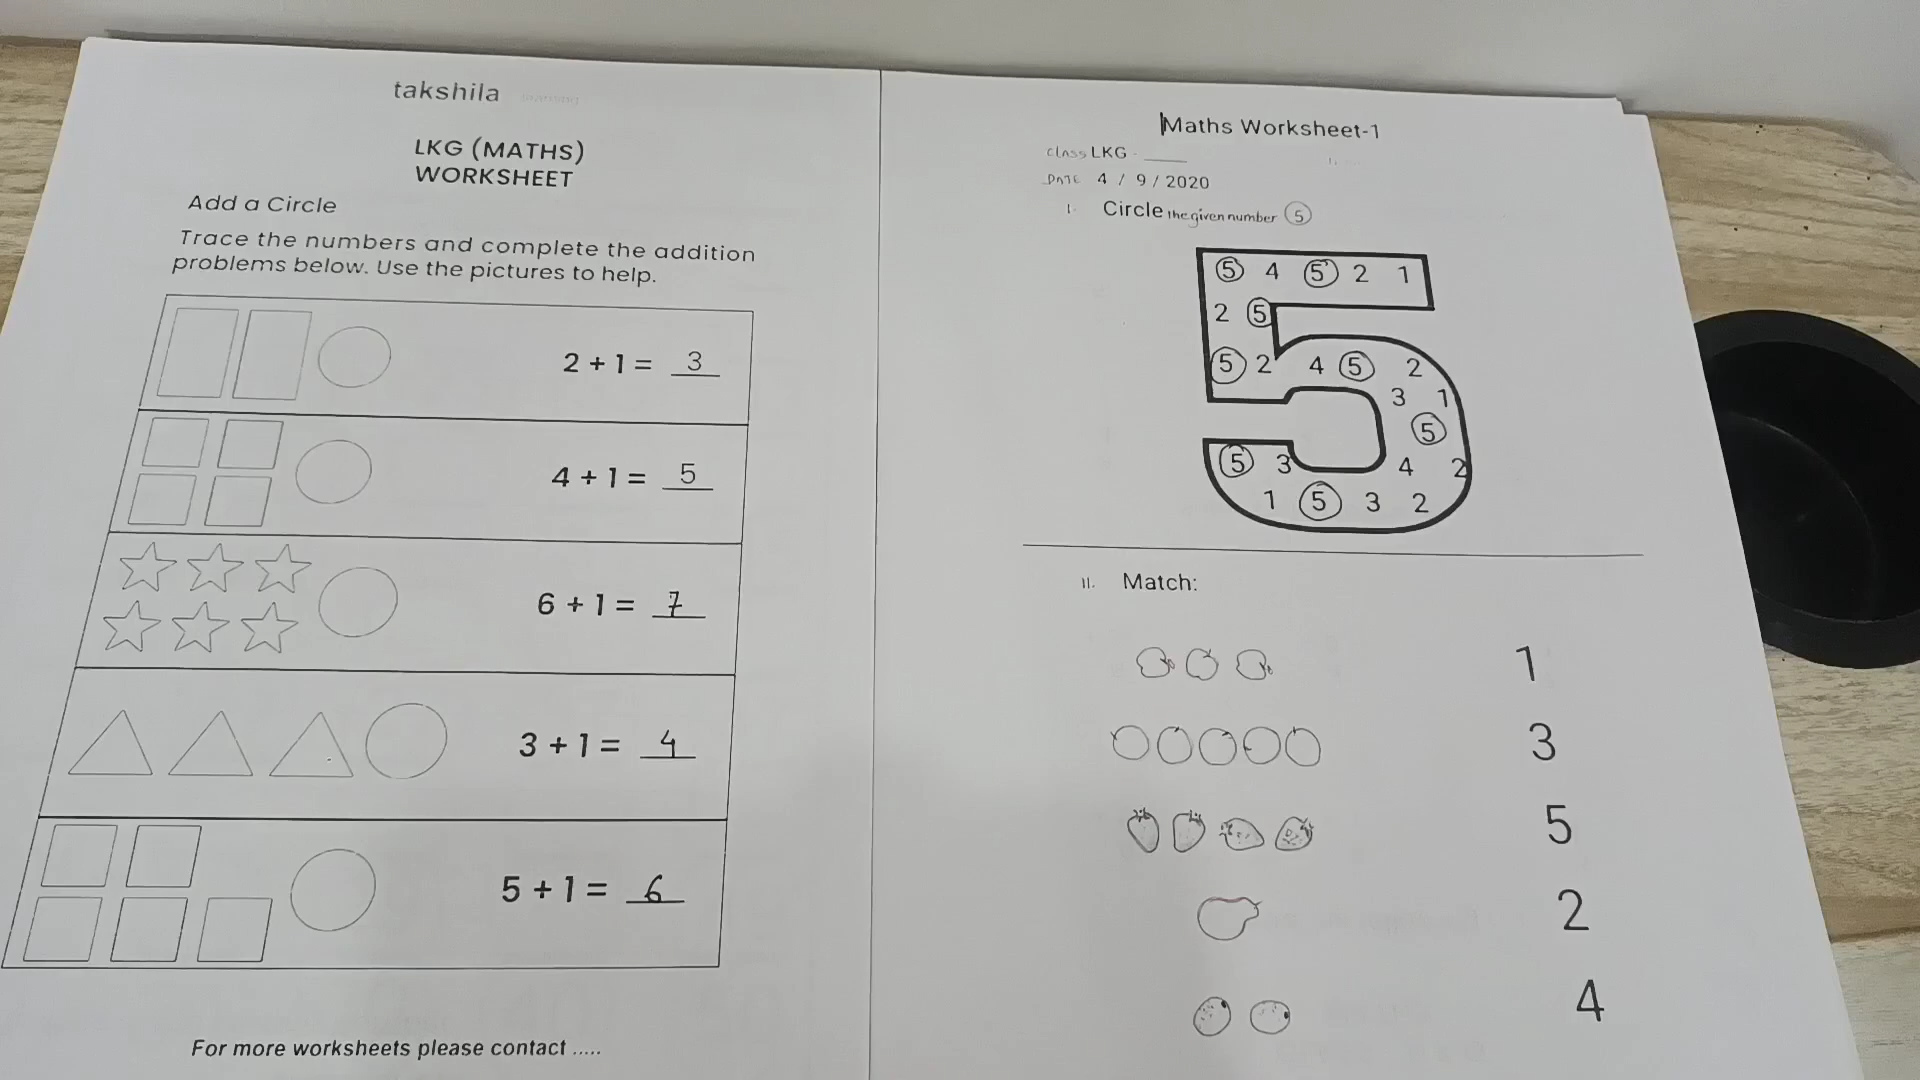 takshila learning
LKG (MATHS)
WORKSHEET
Add a Circle
Trace the numbers and complete the addition
problems below. Use the pictures to help.
2 + 1 = 3
4 + 1 = 5
6 + 1 = 7
3 + 1 = 4
5 + 1 = 6
For more worksheets please contact .....
Maths Worksheet-1
class LKG - ____
DATE 4 / 9 / 2020
I. Circle the given number 5
5 4 5 2 1
2 5
5 2 4 5 2
3 1
5
5 3 4 2
1 5 3 2
II. Match:
1
3
5
2
4